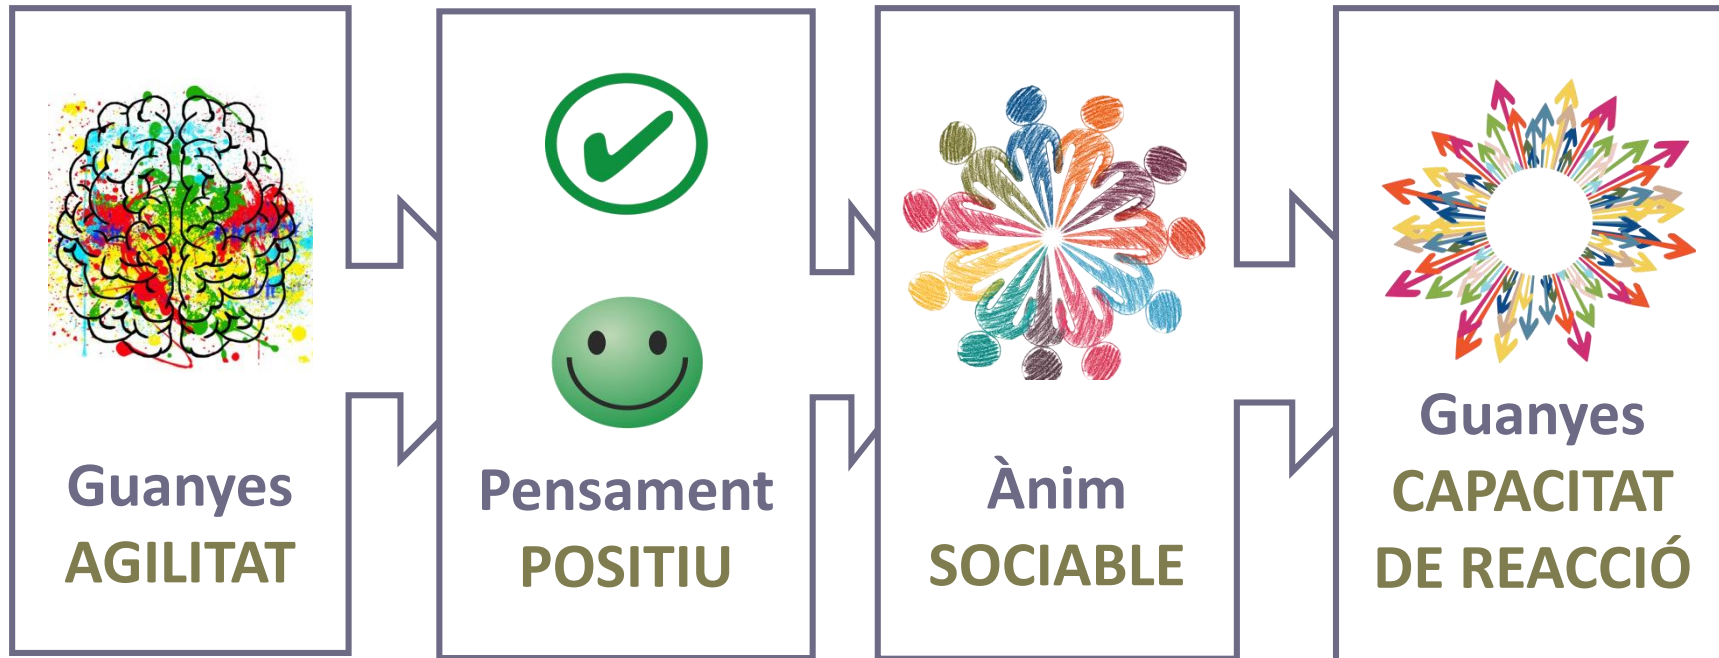 Guanyes
AGILITAT
Pensament
POSITIU
Ànim
SOCIABLE
Guanyes
CAPACITAT
DE REACCIÓ